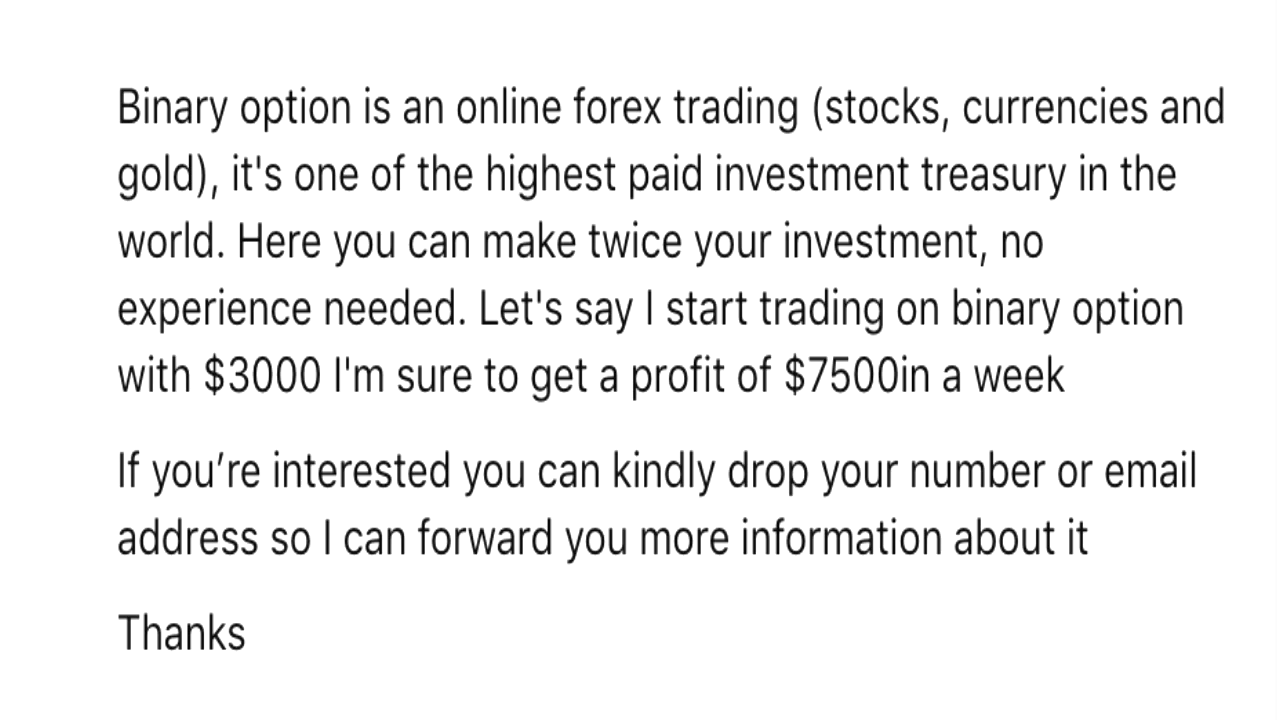 Binary option is an online forex trading (stocks, currencies and
gold), it's one of the highest paid investment treasury in the
world. Here you can make twice your investment, no
experience needed. Let's say I start trading on binary option
with $3000 I'm sure to get a profit of $7500in a week
If you’re interested you can kindly drop your number or email
address so I can forward you more information about it
Thanks